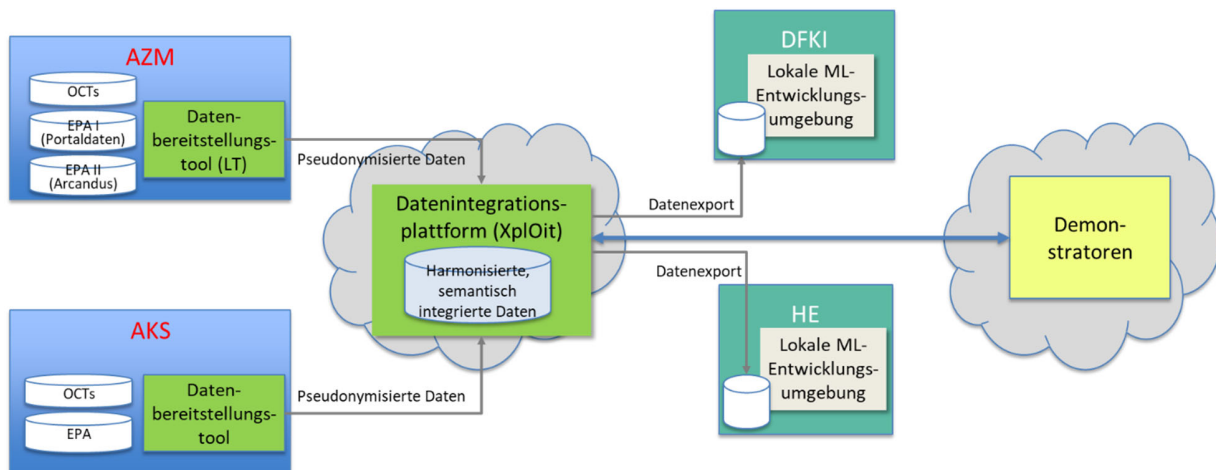 AZM
OCTs
EPA I
(Portaldaten)
EPA II
(Arcandus)
Daten-
bereitstellungs-
tool (LT)
Pseudonymisierte Daten
AKS
OCTs
EPA
Daten-
bereitstellungs-
tool
Pseudonymisierte Daten
Datenintegrations-
plattform (XplOit)
Harmonisierte,
semantisch
integrierte Daten
Datenexport
Datenexport
DFKI
Lokale ML-
Entwicklungs-
umgebung
HE
Lokale ML-
Entwicklungs-
umgebung
Demon-
stratoren